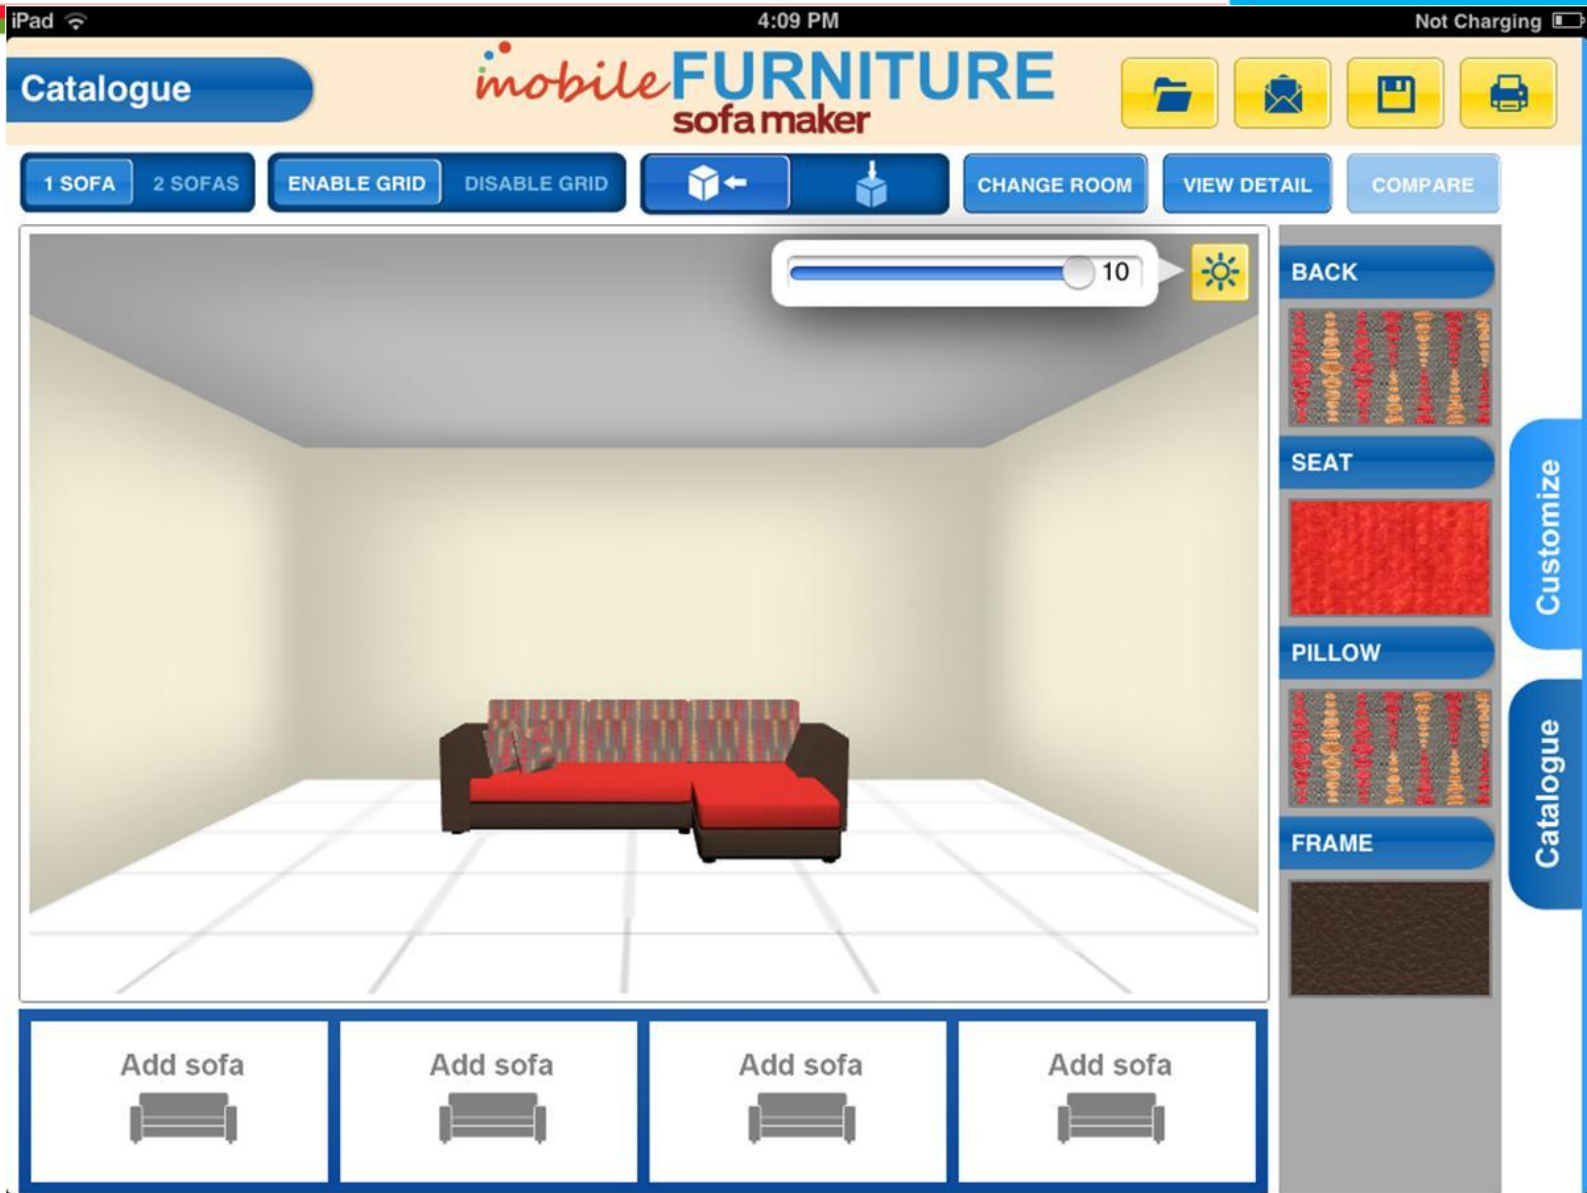 iPad 4:09 PM Not Charging
Catalogue
mobile FURNITURE
sofa maker
1 SOFA 2 SOFAS ENABLE GRID DISABLE GRID CHANGE ROOM VIEW DETAIL COMPARE
10
BACK
SEAT
PILLOW
FRAME
Customize
Catalogue
Add sofa Add sofa Add sofa Add sofa